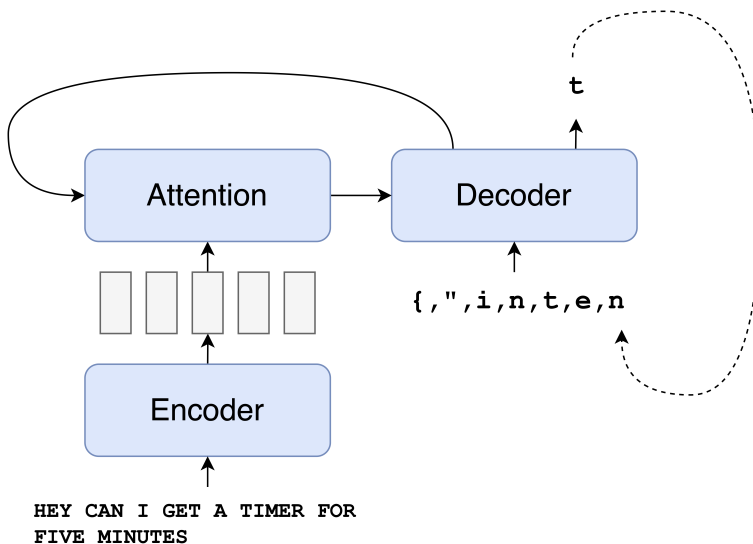 t
Attention
Decoder
{,",i,n,t,e,n
Encoder
HEY CAN I GET A TIMER FOR
FIVE MINUTES